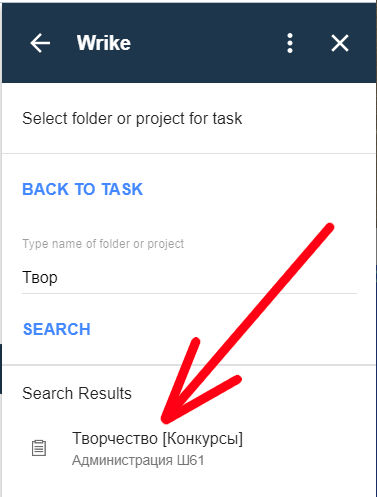 Wrike
Select folder or project for task
BACK TO TASK
Type name of folder or project
Твор
SEARCH
Search Results
Творчество [Конкурсы]
Администрация Ш61